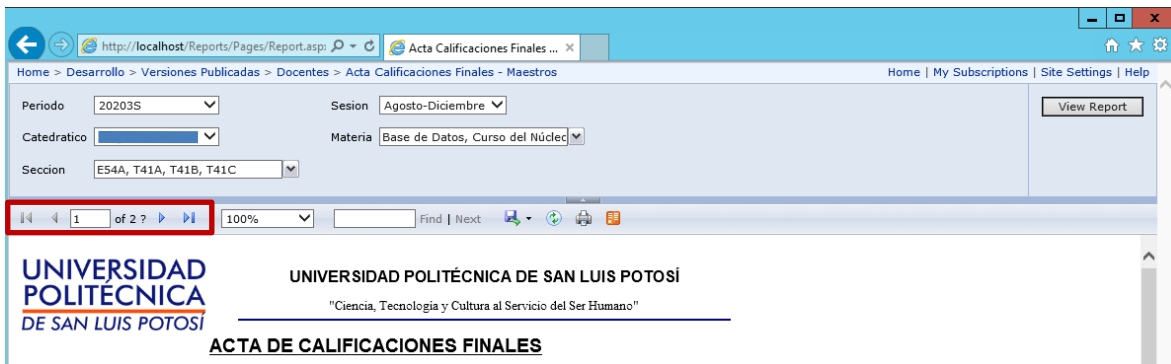 http://localhost/Reports/Pages/Report.asp: Acta Calificaciones Finales ...
Home > Desarrollo > Versiones Publicadas > Docentes > Acta Calificaciones Finales - Maestros Home | My Subscriptions | Site Settings | Help
Periodo 20203S Sesion Agosto-Diciembre View Report
Catedratico Materia Base de Datos, Curso del Núclec
Seccion E54A, T41A, T41B, T41C
1 of 2 ? 100% Find | Next
UNIVERSIDAD
POLITÉCNICA
DE SAN LUIS POTOSÍ
UNIVERSIDAD POLITÉCNICA DE SAN LUIS POTOSÍ
"Ciencia, Tecnología y Cultura al Servicio del Ser Humano"
ACTA DE CALIFICACIONES FINALES